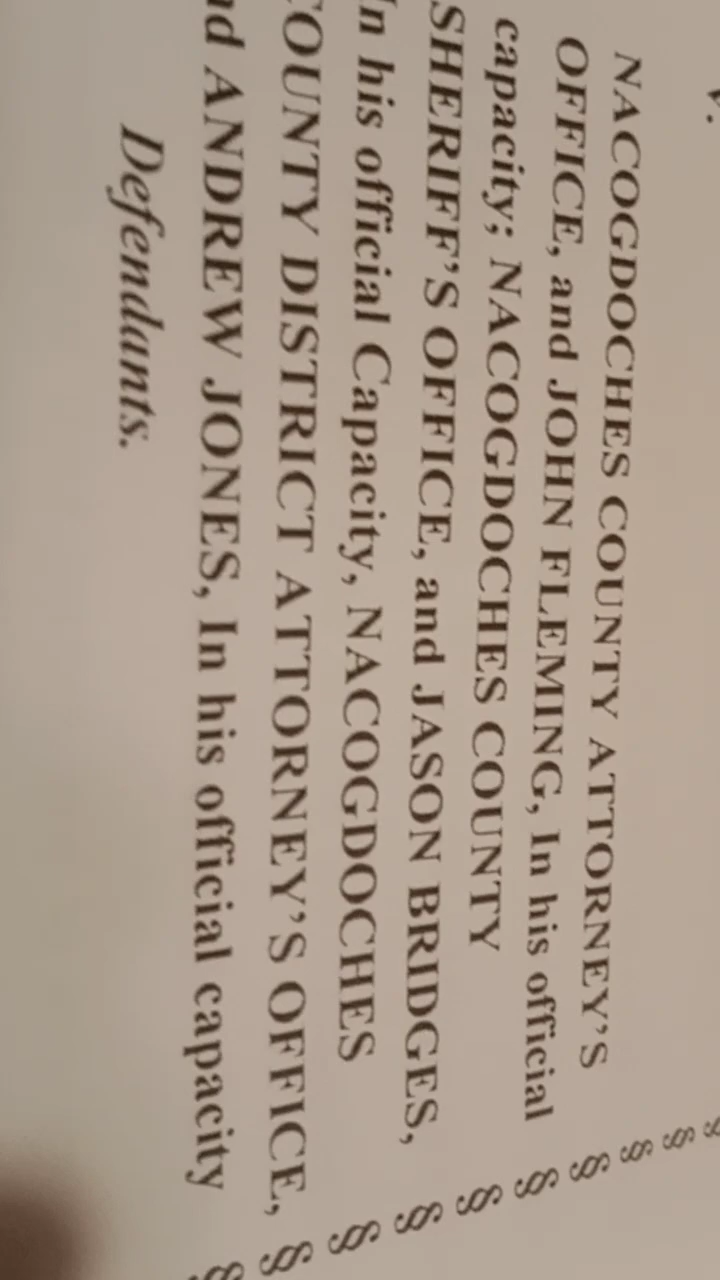 v.
NACOGDOCHES COUNTY ATTORNEY'S §
OFFICE, and JOHN FLEMING, In his official §
capacity; NACOGDOCHES COUNTY §
SHERIFF'S OFFICE, and JASON BRIDGES, §
In his official Capacity, NACOGDOCHES §
COUNTY DISTRICT ATTORNEY'S OFFICE, §
and ANDREW JONES, In his official capacity §
Defendants. §